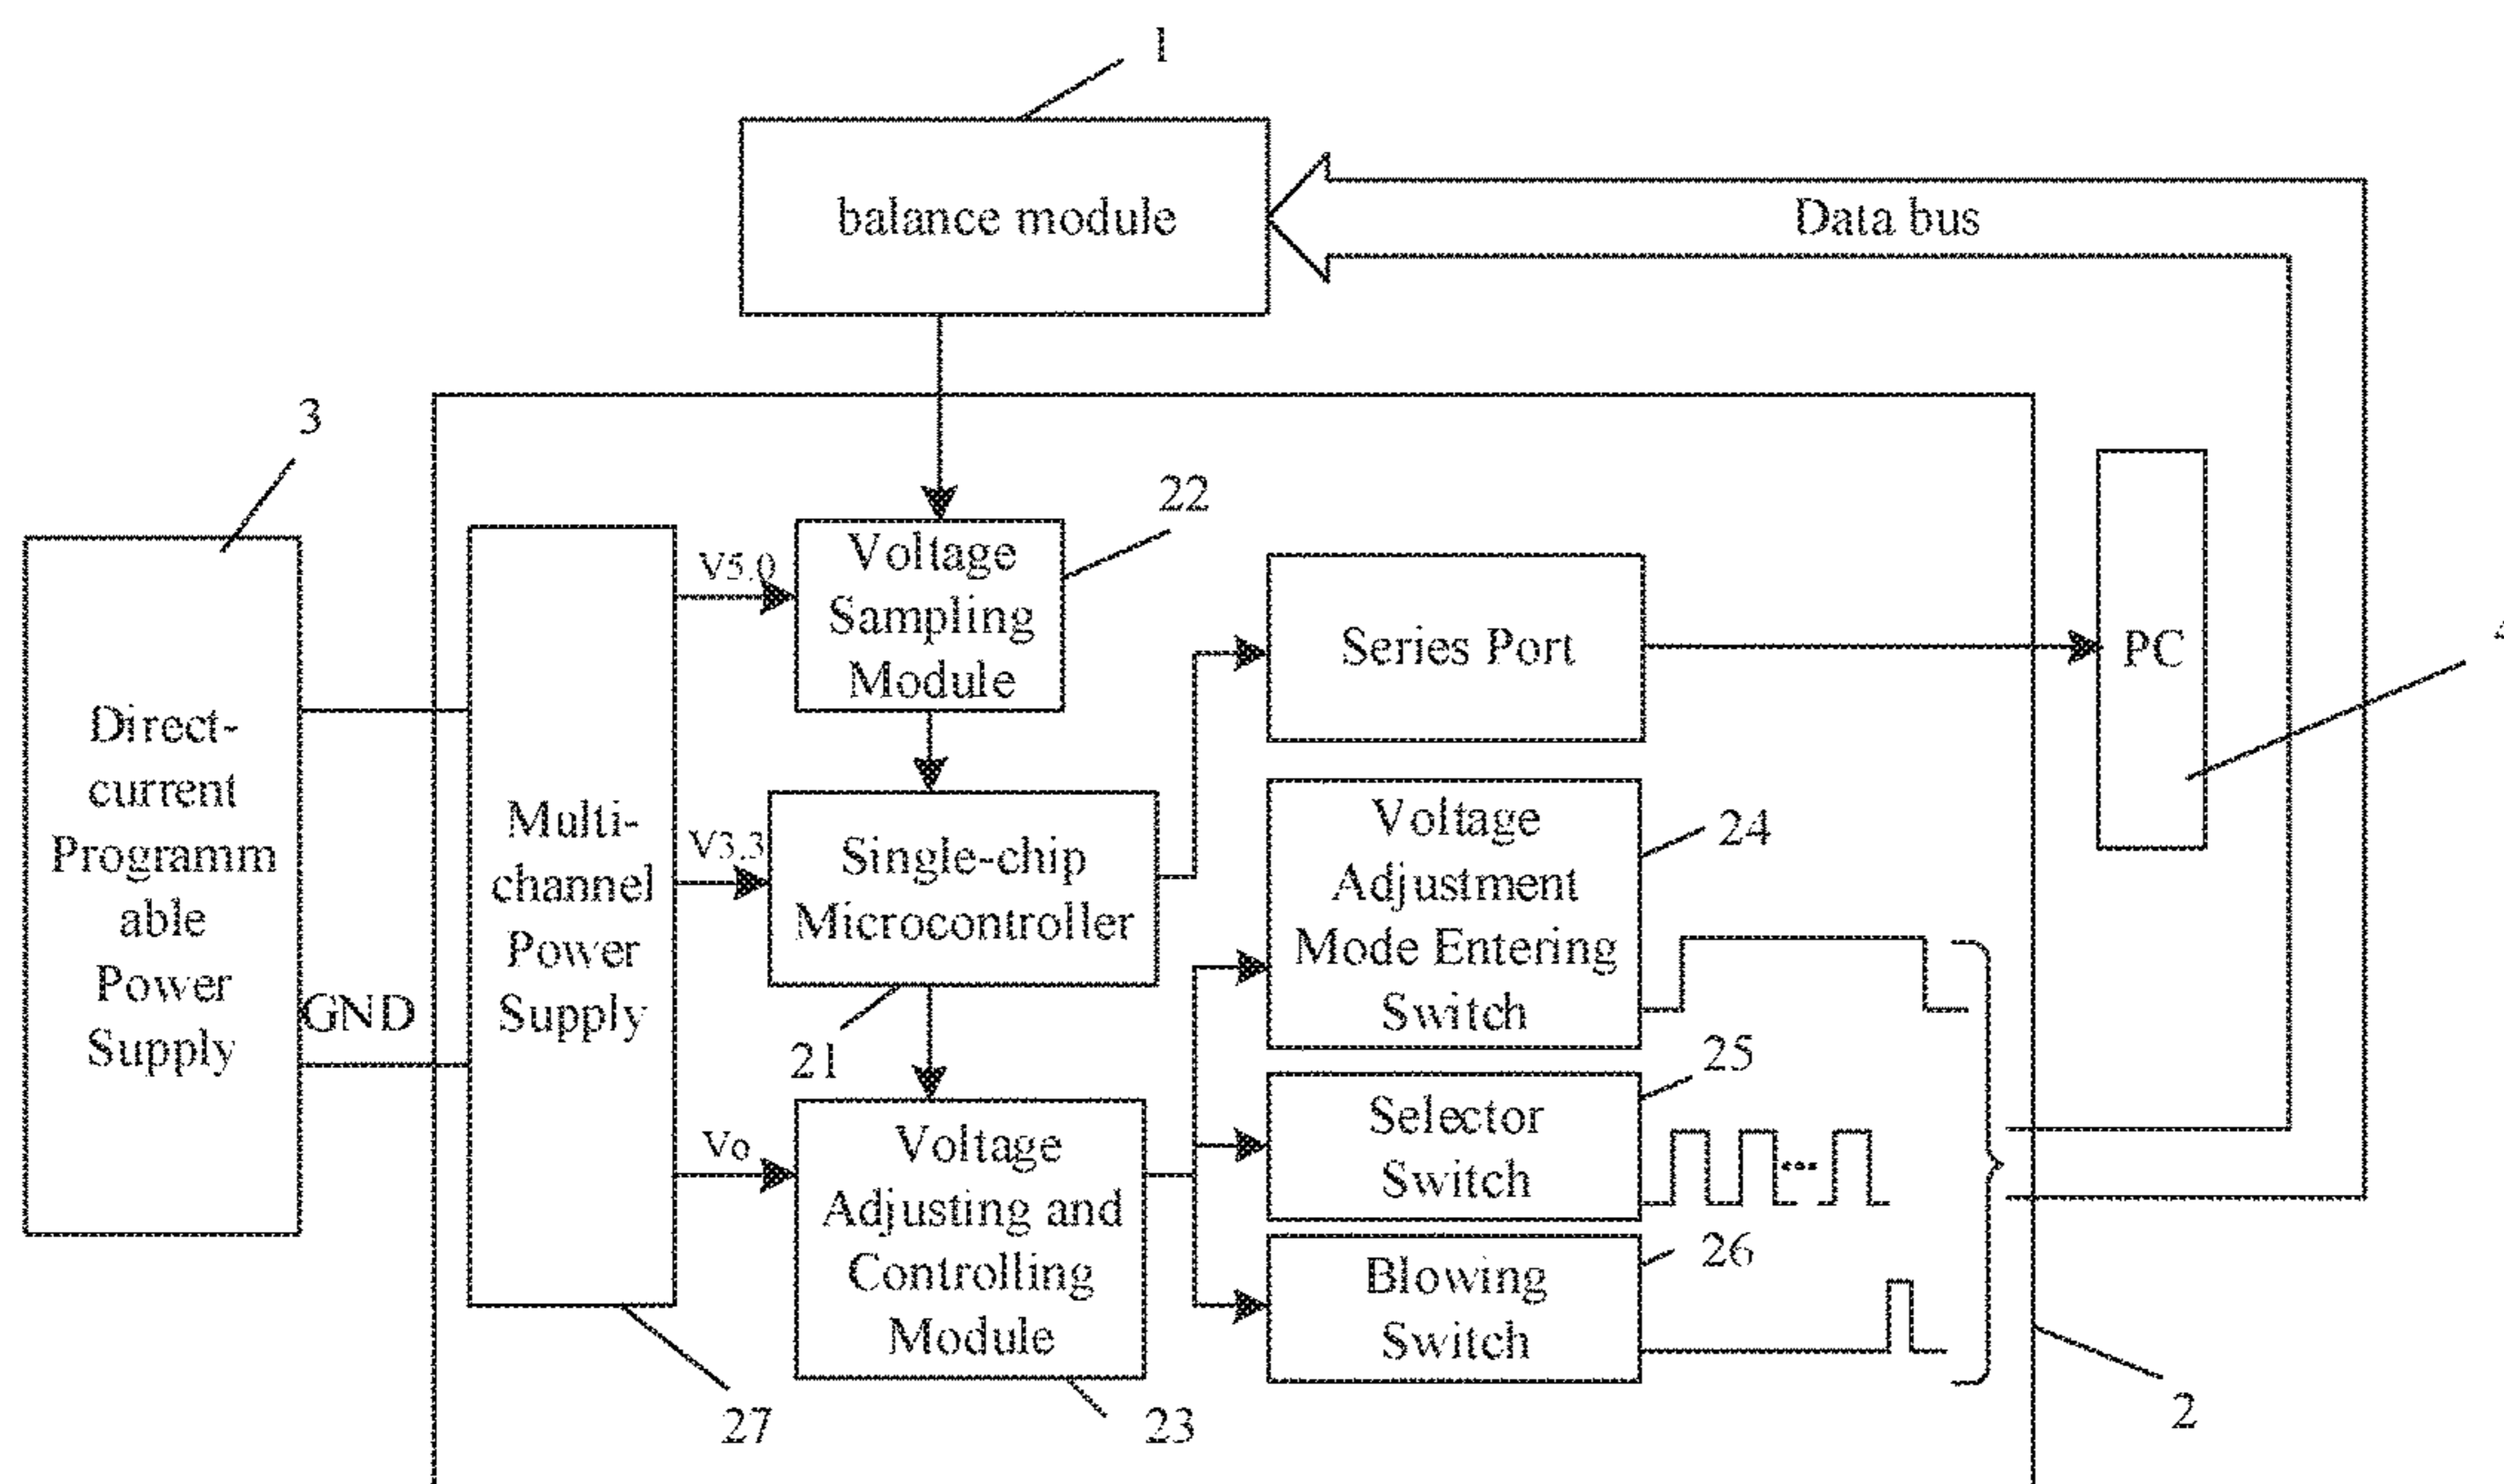 1
balance module
Data bus
3
22
V5.0
Voltage
Sampling
Module
Series Port
PC
Direct-
current
Programm
able
Power
Supply
GND
Multi-
channel
Power
Supply
V3.3
Single-chip
Microcontroller
21
Voltage
Adjustment
Mode Entering
Switch
24
Vo
Voltage
Adjusting and
Controlling
Module
25
Selector
Switch
26
Blowing
Switch
27
23
2